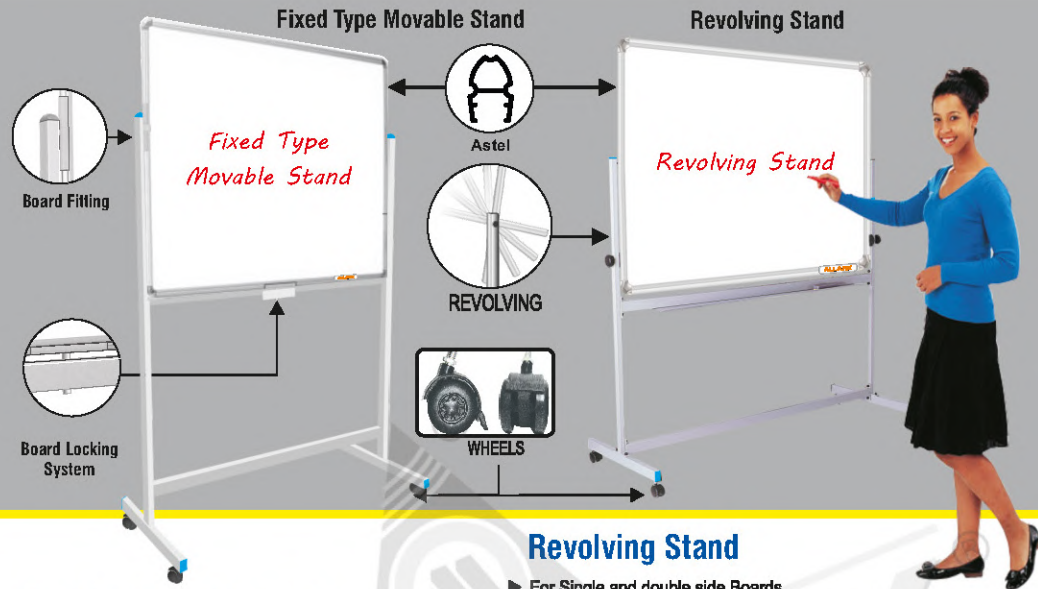 Fixed Type Movable Stand
Revolving Stand
Astel
Fixed Type
Movable Stand
Revolving Stand
Board Fitting
REVOLVING
Board Locking
System
WHEELS
Revolving Stand
► For Single and double side Boards